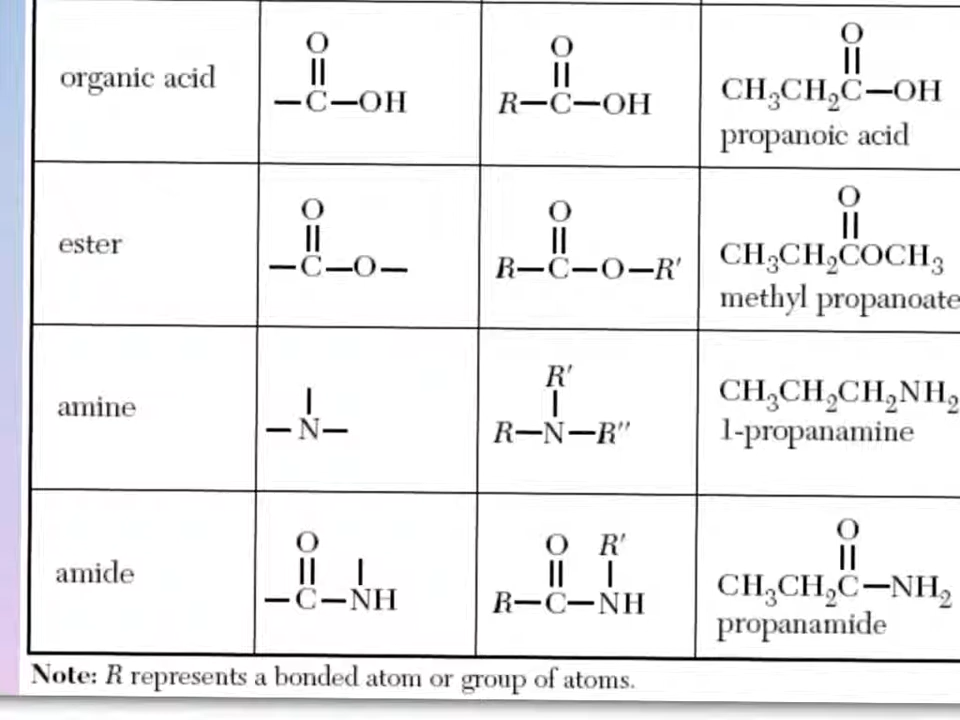 organic acid
O
||
—C—OH
O
||
R—C—OH
O
||
CH₃CH₂C—OH
propanoic acid
ester
O
||
—C—O—
O
||
R—C—O—R′
O
||
CH₃CH₂COCH₃
methyl propanoate
amine
|
—N—
R′
|
R—N—R″
CH₃CH₂CH₂NH₂
1-propanamine
amide
O
|| |
—C—NH
O R′
|| |
R—C—NH
O
||
CH₃CH₂C—NH₂
propanamide
Note: R represents a bonded atom or group of atoms.